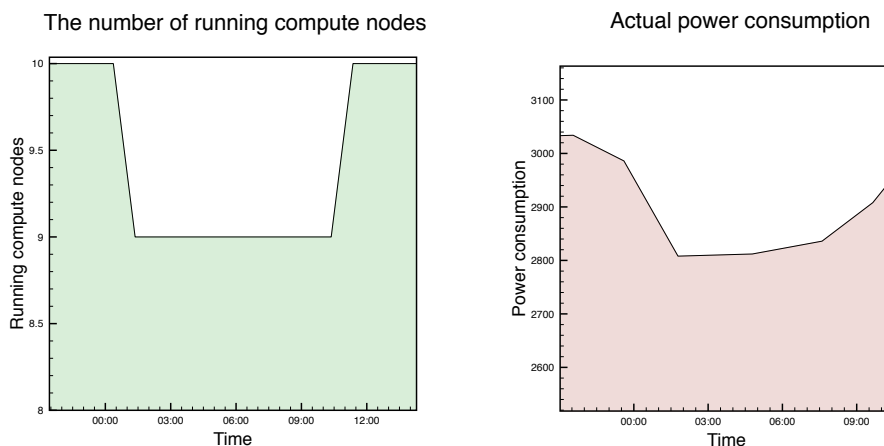 The number of running compute nodes
10
9.5
9
8.5
8
Running compute nodes
00:00 03:00 06:00 09:00 12:00
Time
Actual power consumption
3100
3000
2900
2800
2700
2600
Power consumption
00:00 03:00 06:00 09:00
Time